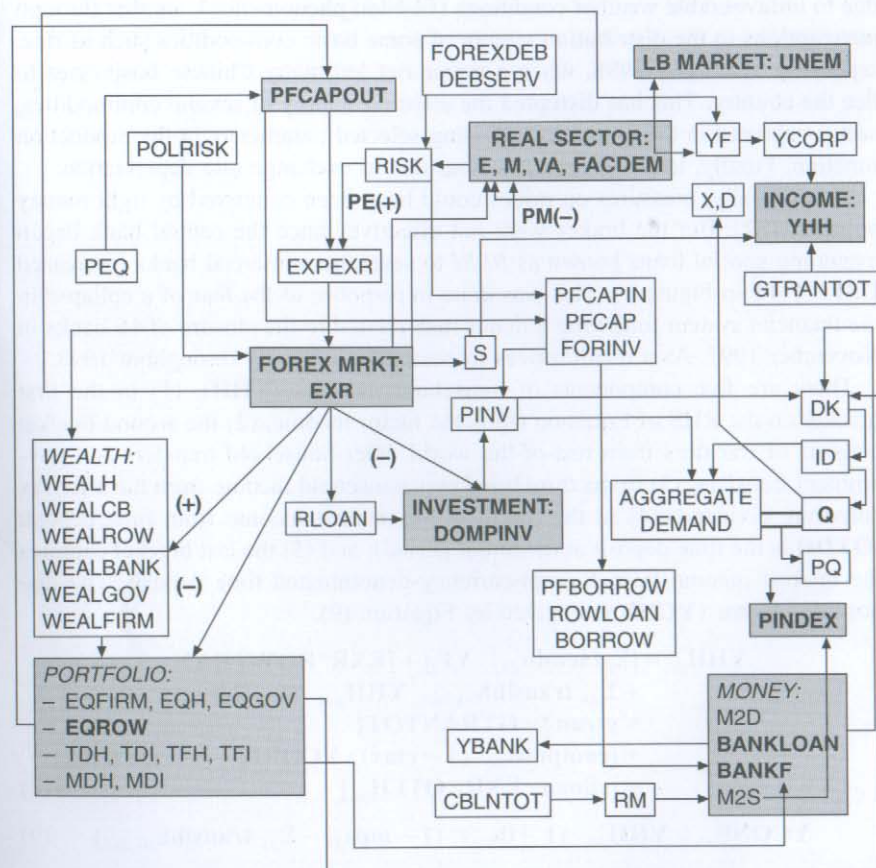 FOREXDEB
DEBSERV
LB MARKET: UNEM
PFCAPOUT
POLRISK
RISK
REAL SECTOR:
E, M, VA, FACDEM
YF
YCORP
PE(+)
PM(–)
X,D
INCOME:
YHH
PEQ
EXPEXR
GTRANTOT
PECAPIN
PFCAP
FORINV
FOREX MRKT:
EXR
S
PINV
DK
WEALTH:
WEALH
WEALCB
WEALROW
WEALBANK
WEALGOV
WEALFIRM
(+)
(–)
(–)
RLOAN
INVESTMENT:
DOMPINV
AGGREGATE
DEMAND
ID
Q
PQ
PFBORROW
ROWLOAN
BORROW
PINDEX
PORTFOLIO:
– EQFIRM, EQH, EQGOV
– EQROW
– TDH, TDI, TFH, TFI
– MDH, MDI
YBANK
CBLNTOT
RM
MONEY:
M2D
BANKLOAN
BANKF
M2S